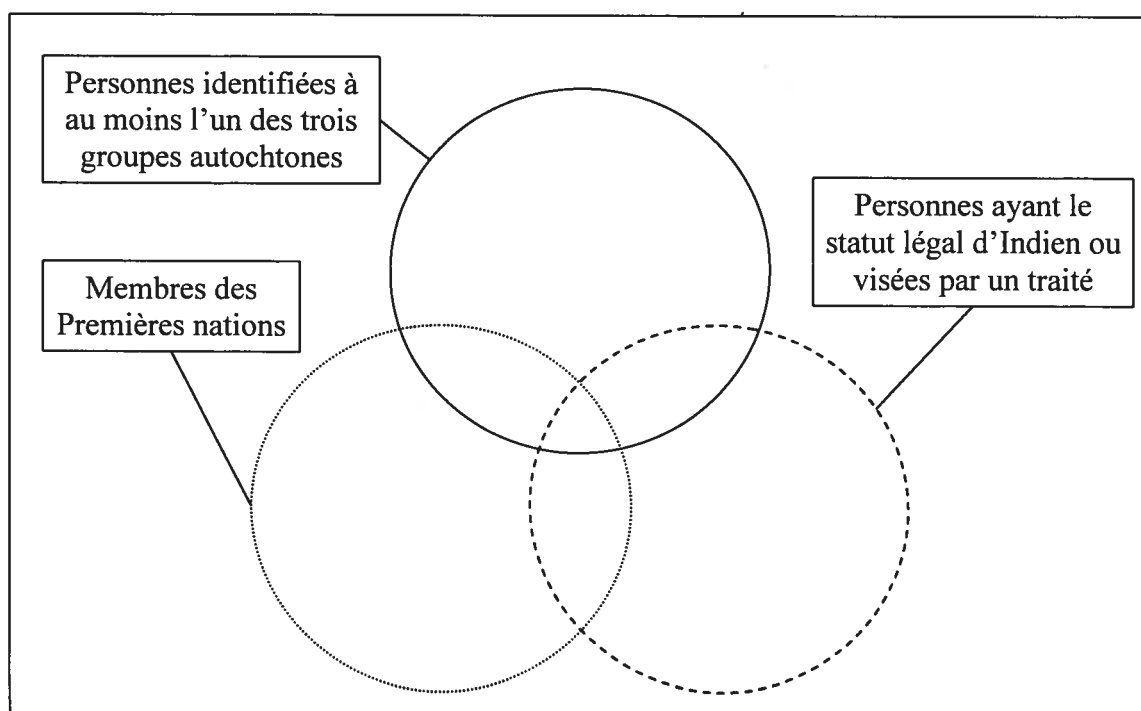 Personnes identifiées à
au moins l'un des trois
groupes autochtones
Personnes ayant le
statut légal d'Indien ou
visées par un traité
Membres des
Premières nations